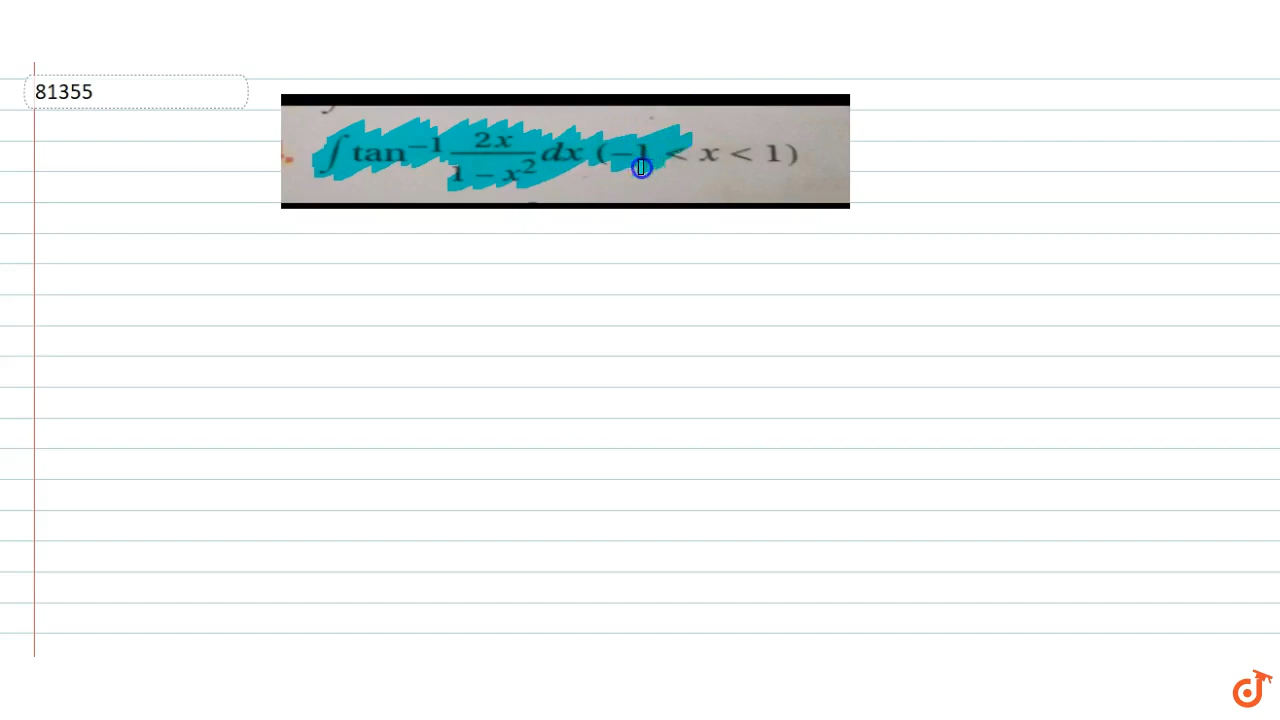 81355
∫ tan⁻¹ 2x/(1 − x²) dx (−1 < x < 1)